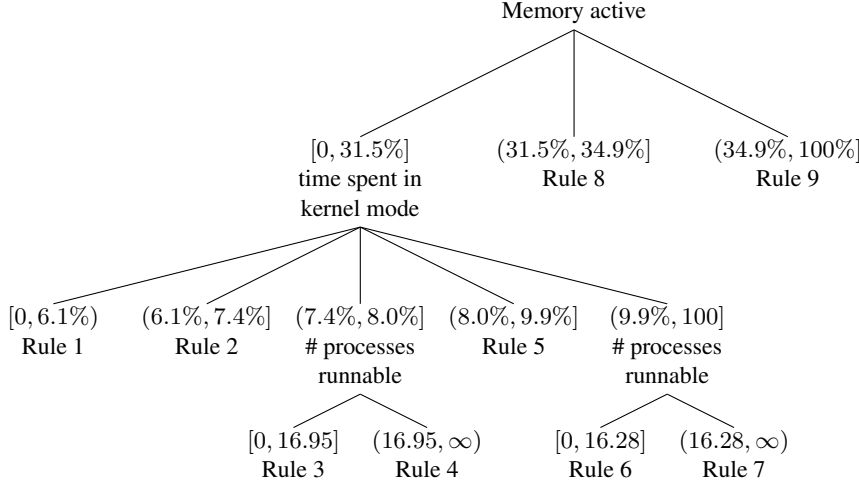 Memory active
[0, 31.5%] (31.5%, 34.9%] (34.9%, 100%]
time spent in Rule 8 Rule 9
kernel mode
[0, 6.1%) (6.1%, 7.4%] (7.4%, 8.0%] (8.0%, 9.9%] (9.9%, 100]
Rule 1 Rule 2 # processes Rule 5 # processes
runnable runnable
[0, 16.95] (16.95, ∞) [0, 16.28] (16.28, ∞)
Rule 3 Rule 4 Rule 6 Rule 7